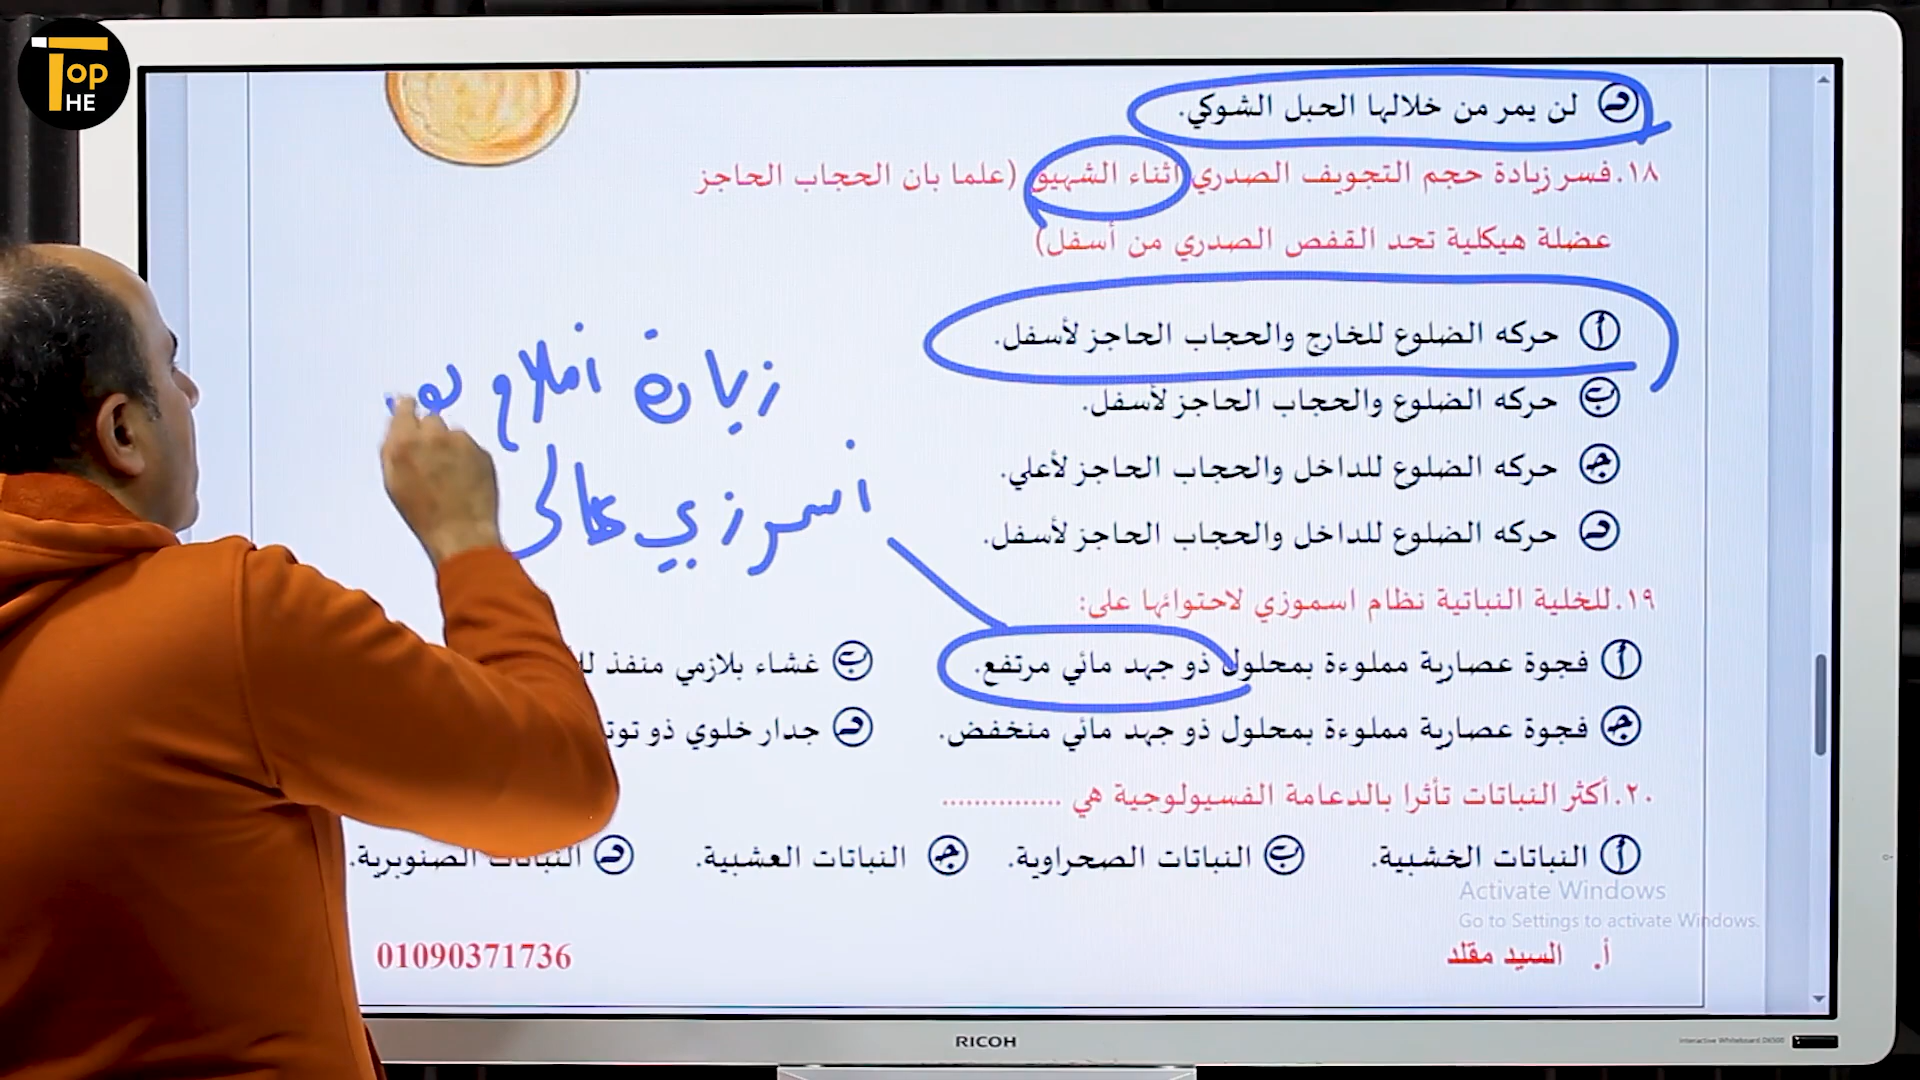 TOP
THE
د لن يمر من خلالها الحبل الشوكي.
١٨. فسر زيادة حجم التجويف الصدري اثناء الشهيق (علما بان الحجاب الحاجز
عضلة هيكلية تحد القفص الصدري من أسفل)
أ حركه الضلوع للخارج والحجاب الحاجز لأسفل.
ب حركه الضلوع والحجاب الحاجز لأسفل.
ج حركه الضلوع للداخل والحجاب الحاجز لأعلي.
د حركه الضلوع للداخل والحجاب الحاجز لأسفل.
زيادة املاح
اسموزي عالى
١٩. للخلية النباتية نظام اسموزي لاحتوائها على:
أ فجوة عصارية مملوءة بمحلول ذو جهد مائي مرتفع. ب غشاء بلازمي منفذ
ج فجوة عصارية مملوءة بمحلول ذو جهد مائي منخفض. د جدار خلوي ذو
٢٠. أكثر النباتات تأثرا بالدعامة الفسيولوجية هي ...............
أ النباتات الخشبية. ب النباتات الصحراوية. ج النباتات العشبية. د النباتات الصنوبرية.
Activate Windows
Go to Settings to activate Windows.
أ. السيد مقلد 01090371736
RICOH